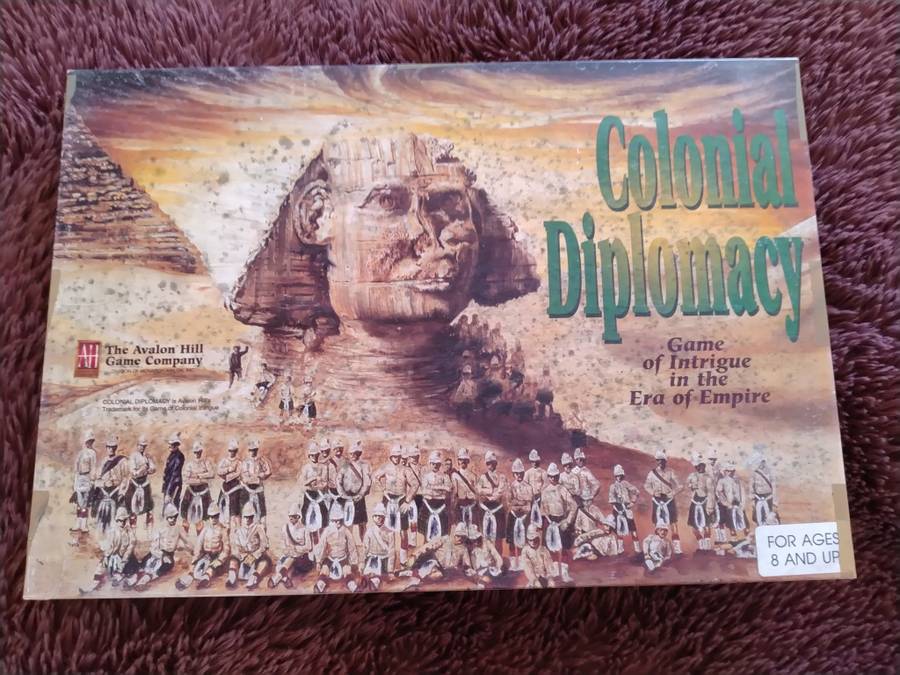 Colonial
Diplomacy
Game
of Intrigue
in the
Era of Empire
AH
The Avalon Hill
Game Company
COLONIAL DIPLOMACY is Avalon Hill's
Trademark for its Game of Colonial Intrigue
FOR AGES
8 AND UP